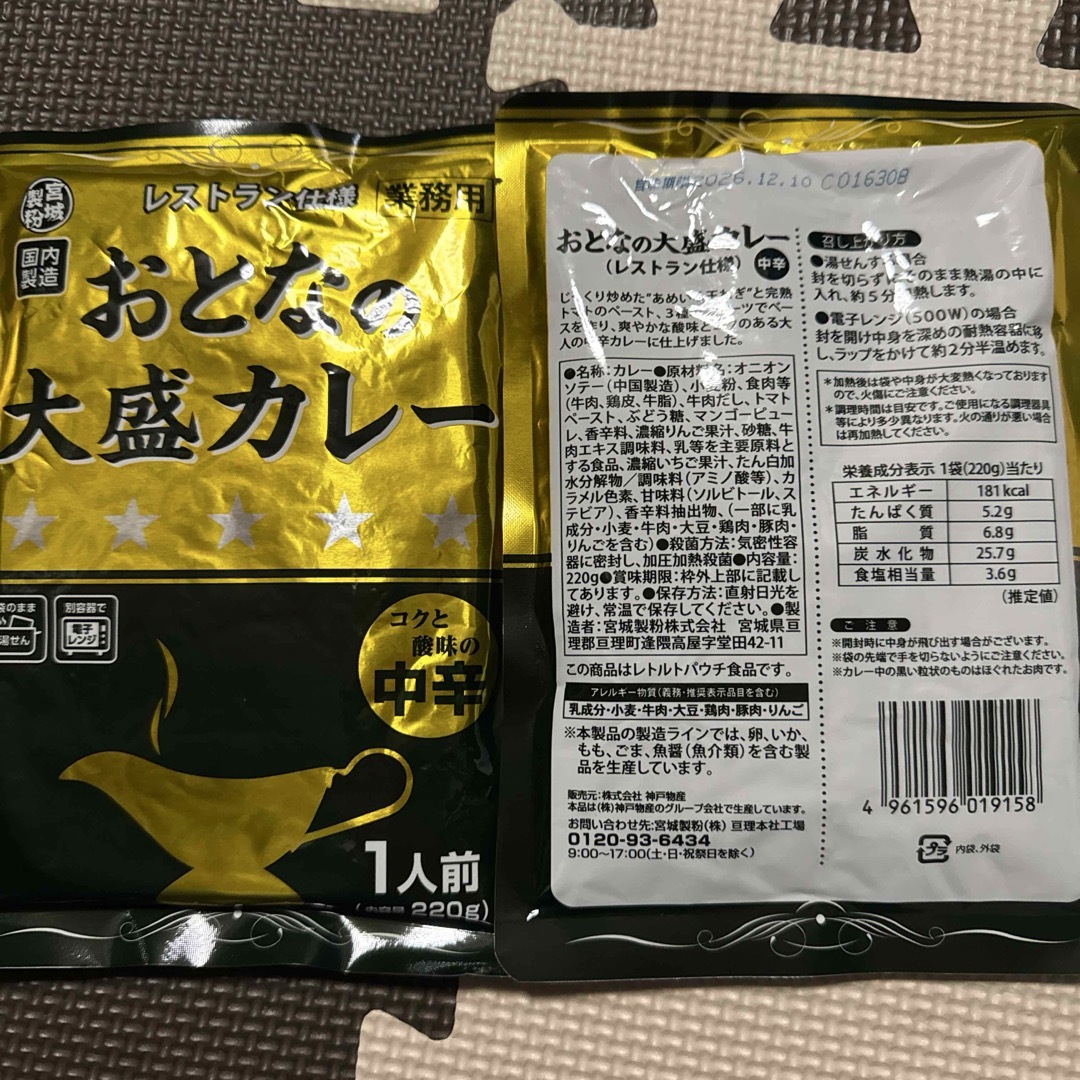 宮城製粉
レストラン仕様 業務用
国内製造
おとなの
大盛カレー
袋のまま
湯せん
別容器で
電子レンジ
コクと
酸味の
中辛
1人前
(内容量 220g)
賞味期限 2026.12.10 C01630B
おとなの大盛カレー
(レストラン仕様) 中辛
じっくり炒めた“あめいろ玉ねぎ”と完熟
トマトのペースト、3種のフルーツでベー
スを作り、爽やかな酸味とコクのある大
人の中辛カレーに仕上げました。
●名称:カレー●原材料名:オニオン
ソテー(中国製造)、小麦粉、食肉等
(牛肉、鶏皮、牛脂)、牛肉だし、トマト
ペースト、ぶどう糖、マンゴーピュー
レ、香辛料、濃縮りんご果汁、砂糖、牛
肉エキス調味料、乳等を主要原料と
する食品、濃縮いちご果汁、たん白加
水分解物/調味料(アミノ酸等)、カ
ラメル色素、甘味料(ソルビトール、ス
テビア)、香辛料抽出物、(一部に乳
成分・小麦・牛肉・大豆・鶏肉・豚肉・
りんごを含む)●殺菌方法:気密性容
器に密封し、加圧加熱殺菌●内容量:
220g●賞味期限:枠外上部に記載し
てあります。●保存方法:直射日光を
避け、常温で保存してください。●製
造者:宮城製粉株式会社 宮城県亘
理郡亘理町逢隈高屋字堂田42-11
この商品はレトルトパウチ食品です。
アレルギー物質(義務・推奨表示品目を含む)
乳成分・小麦・牛肉・大豆・鶏肉・豚肉・りんご
※本製品の製造ラインでは、卵、いか、
もも、ごま、魚醤(魚介類)を含む製
品を生産しています。
販売元:株式会社 神戸物産
本品は(株)神戸物産のグループ会社で生産しています。
お問い合わせ先:宮城製粉(株) 亘理本社工場
0120-93-6434
9:00〜17:00(土・日・祝祭日を除く)
召し上がり方
●湯せんする場合
封を切らずにそのまま熱湯の中に
入れ、約5分加熱します。
●電子レンジ(500W)の場合
封を開け中身を深めの耐熱容器に移
し、ラップをかけて約2分半温めます。
*加熱後は袋や中身が大変熱くなっております
ので、火傷にご注意ください。
*調理時間は目安です。ご使用になる調理器具
等により多少異なります。火の通りが悪い場合
は再加熱してください。
栄養成分表示 1袋(220g)当たり
エネルギー 181kcal
たんぱく質 5.2g
脂質 6.8g
炭水化物 25.7g
食塩相当量 3.6g
(推定値)
ご注意
※開封時に中身が飛び出す場合がございます。
※袋の先端で手を切らないようにご注意ください。
※カレー中の黒い粒状のものはほぐれたお肉です。
4 961596 019158
プラ 内袋、外袋